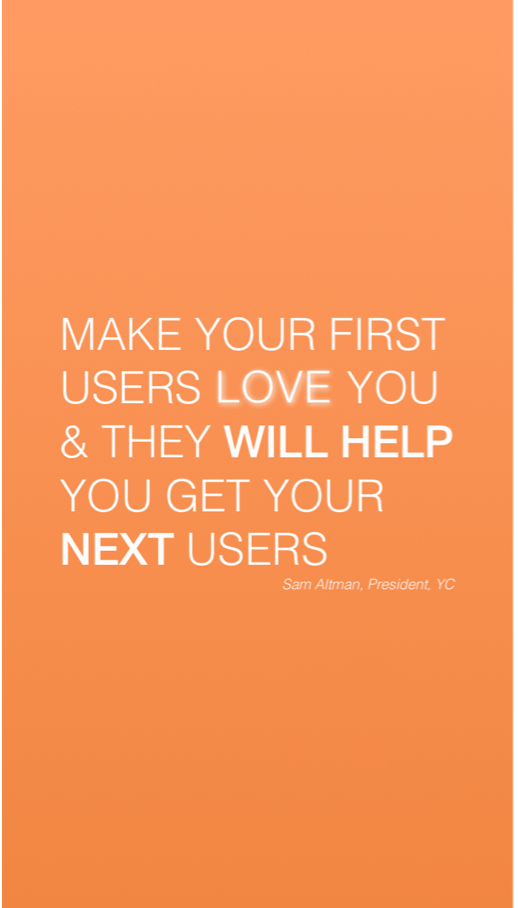 MAKE YOUR FIRST
USERS LOVE YOU
& THEY WILL HELP
YOU GET YOUR
NEXT USERS
Sam Altman, President, YC